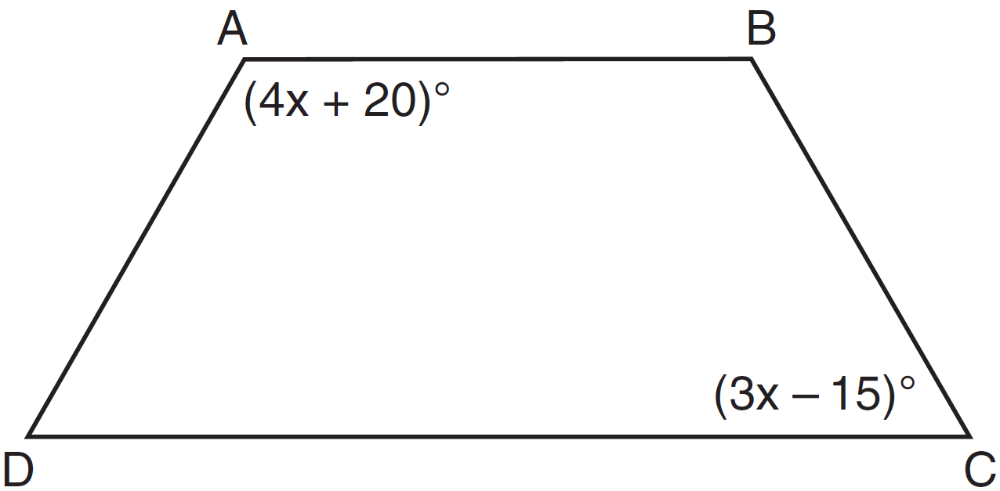 A
B
(4x + 20)°
(3x – 15)°
D
C